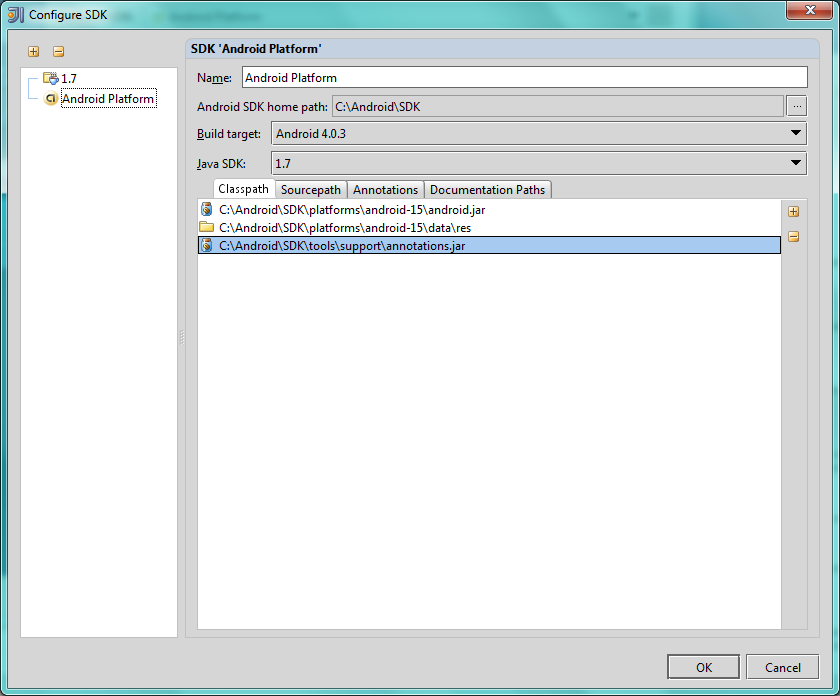 Configure SDK
1.7
Android Platform
SDK 'Android Platform'
Name: Android Platform
Android SDK home path: C:\Android\SDK ...
Build target: Android 4.0.3
Java SDK: 1.7
Classpath Sourcepath Annotations Documentation Paths
C:\Android\SDK\platforms\android-15\android.jar
C:\Android\SDK\platforms\android-15\data\res
C:\Android\SDK\tools\support\annotations.jar
OK Cancel